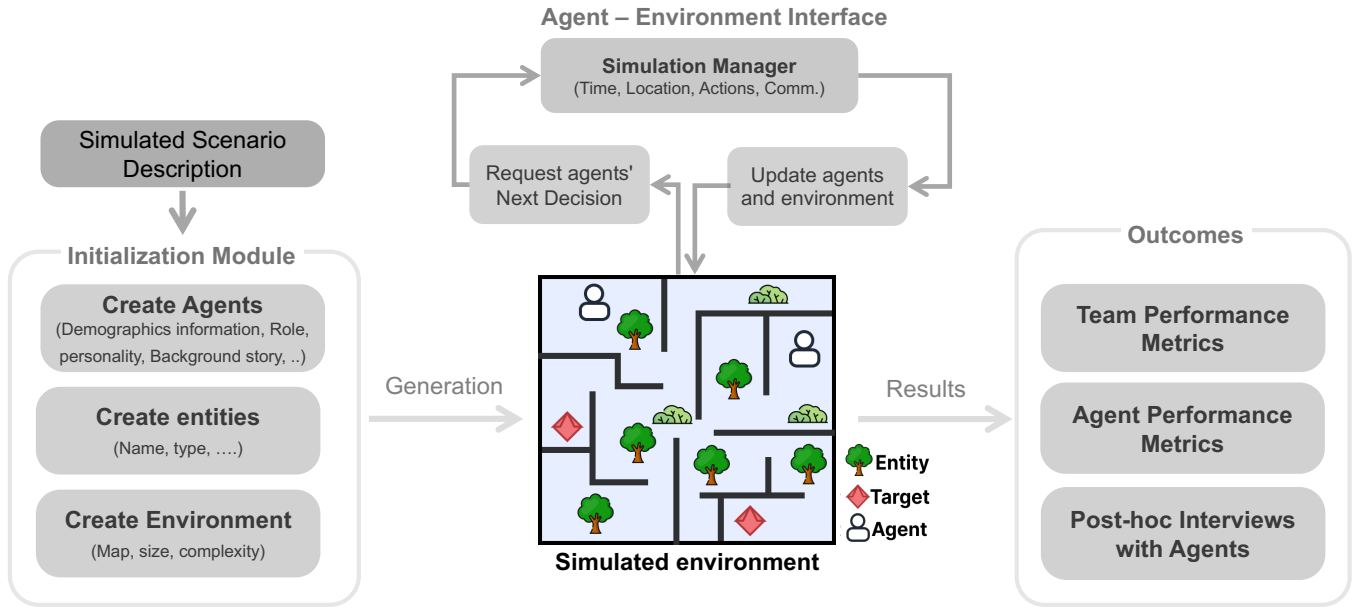 Agent – Environment Interface
Simulation Manager
(Time, Location, Actions, Comm.)
Request agents'
Next Decision
Update agents
and environment
Simulated Scenario
Description
Initialization Module
Create Agents
(Demographics information, Role,
personality, Background story, ..)
Create entities
(Name, type, ….)
Create Environment
(Map, size, complexity)
Generation
Entity
Target
Agent
Simulated environment
Results
Outcomes
Team Performance
Metrics
Agent Performance
Metrics
Post-hoc Interviews
with Agents